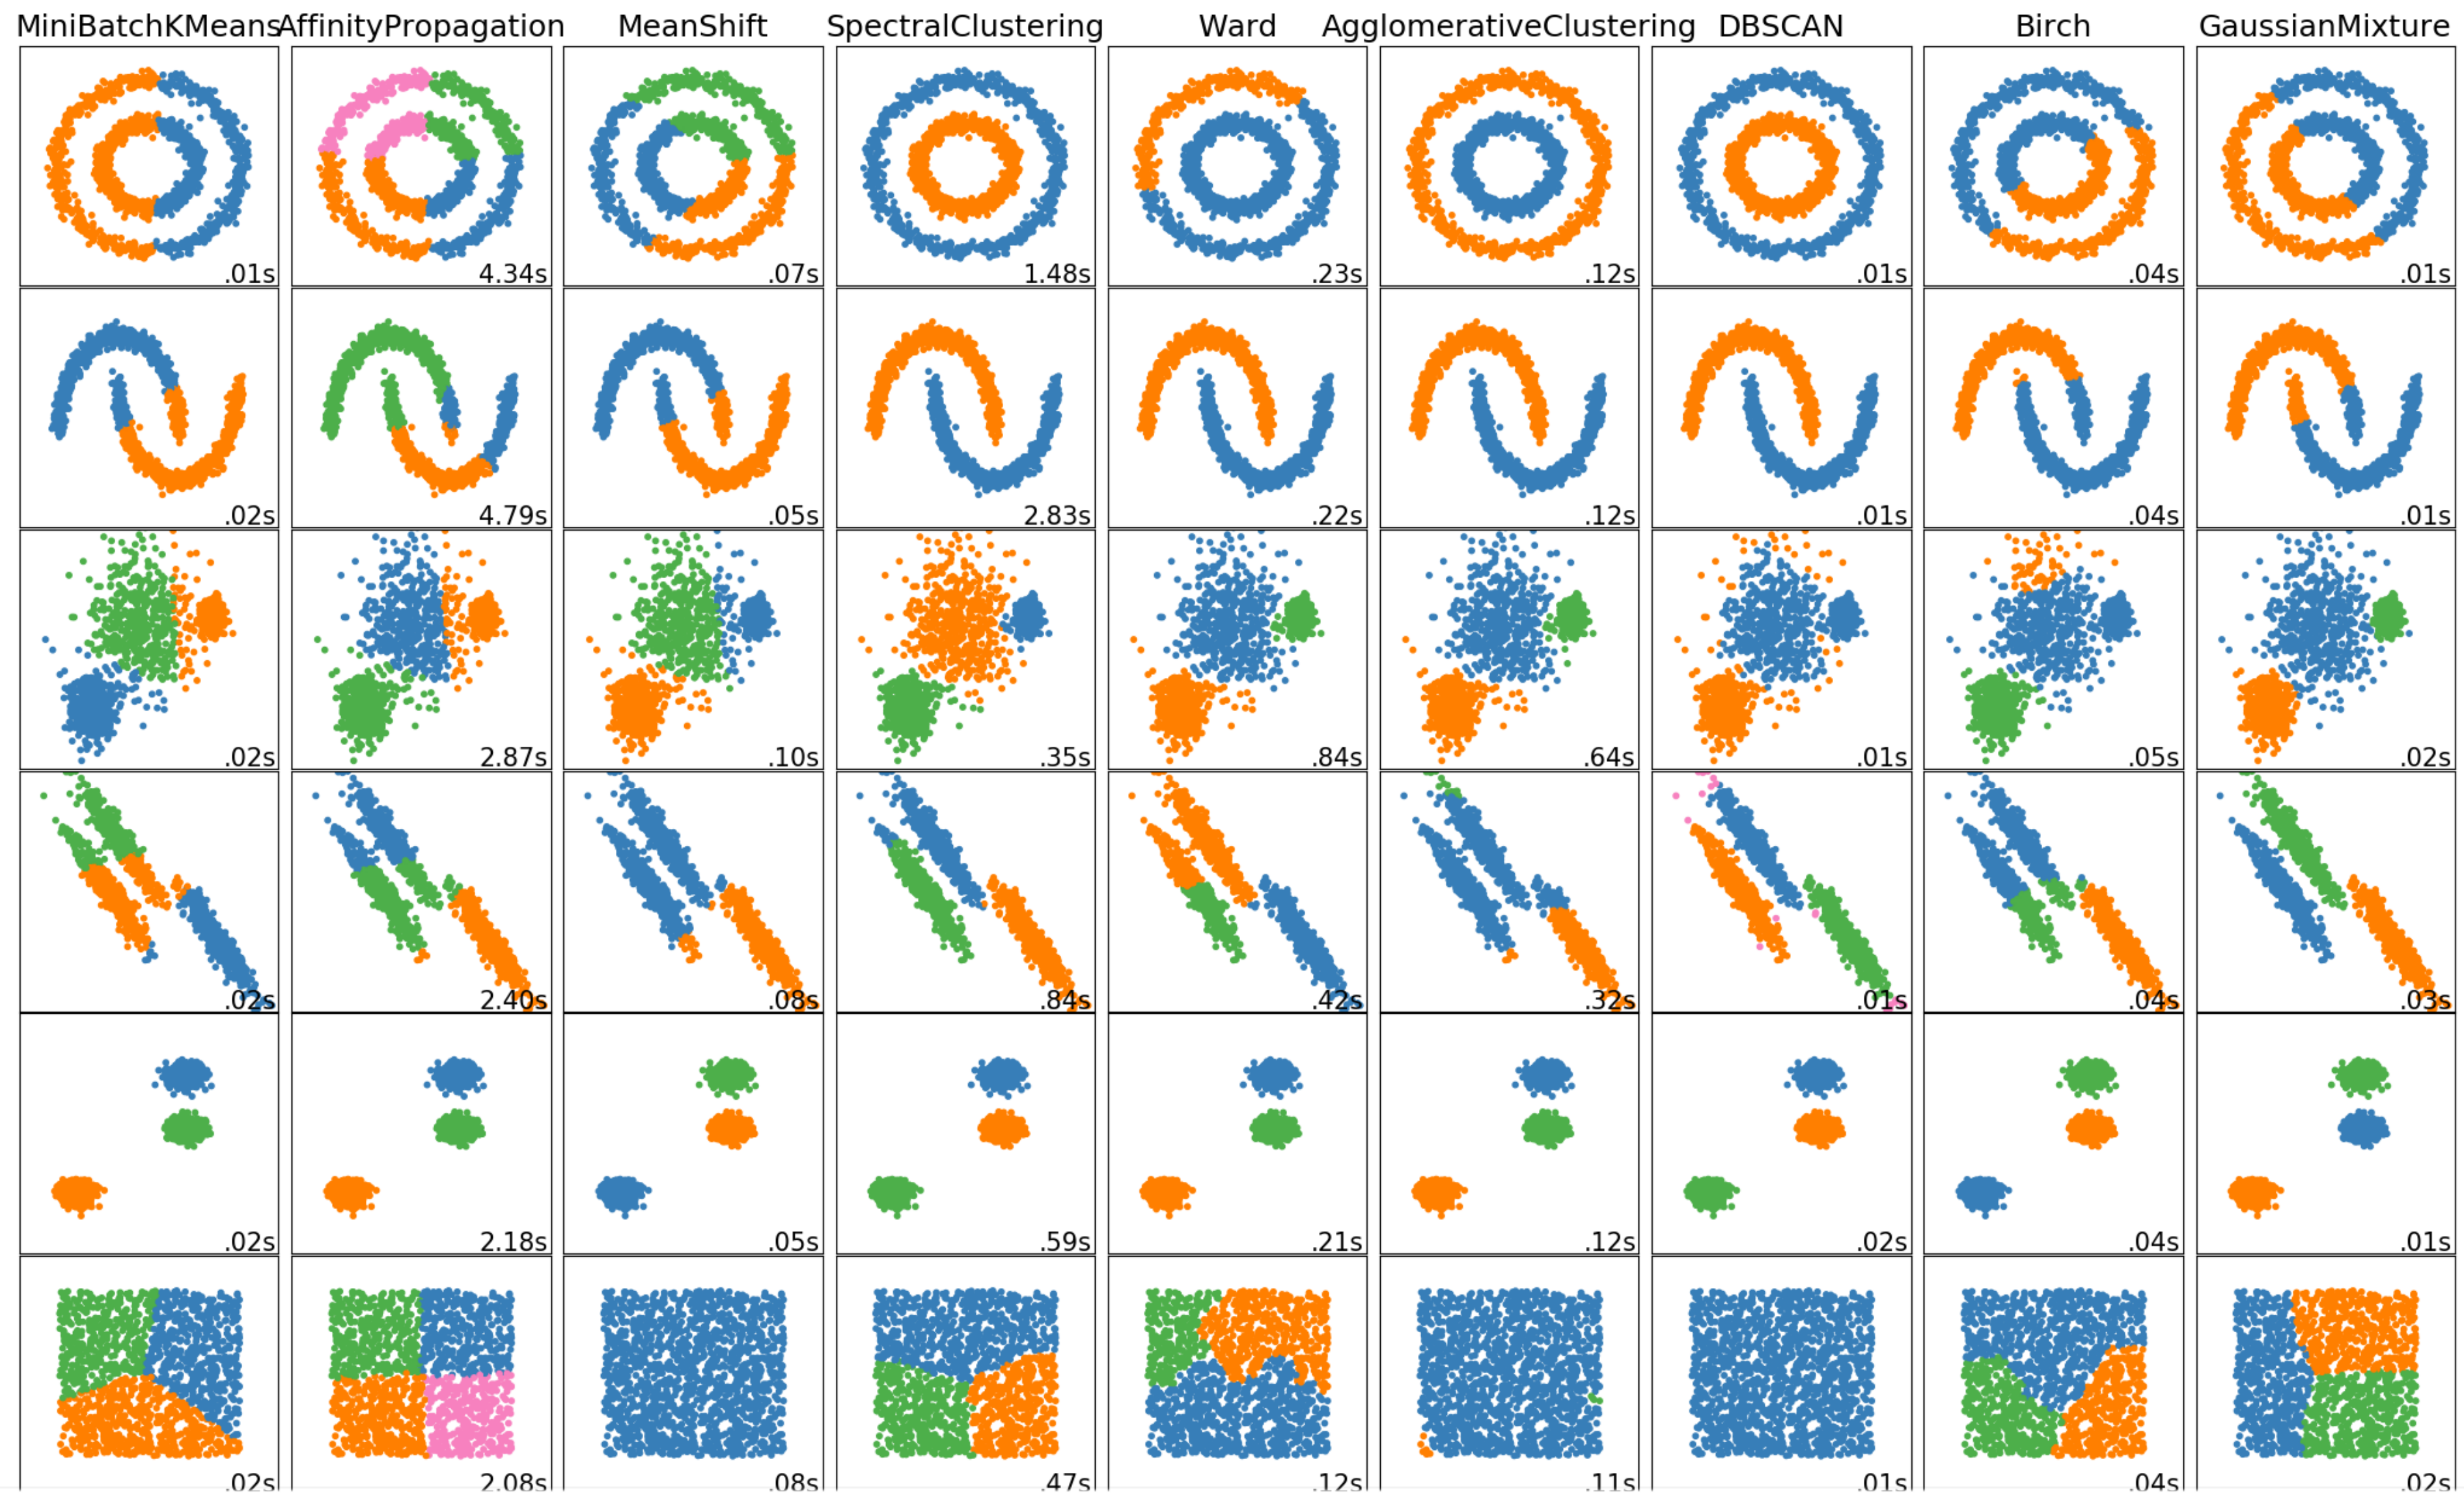 MiniBatchKMeans AffinityPropagation MeanShift SpectralClustering Ward AgglomerativeClustering DBSCAN Birch GaussianMixture
.01s 4.34s .07s 1.48s .23s .12s .01s .04s .01s
.02s 4.79s .05s 2.83s .22s .12s .01s .04s .01s
.02s 2.87s .10s .35s .84s .64s .01s .05s .02s
.02s 2.40s .08s .84s .42s .32s .01s .04s .03s
.02s 2.18s .05s .59s .21s .12s .02s .04s .01s
.02s 2.08s .08s .47s .12s .11s .01s .04s .02s